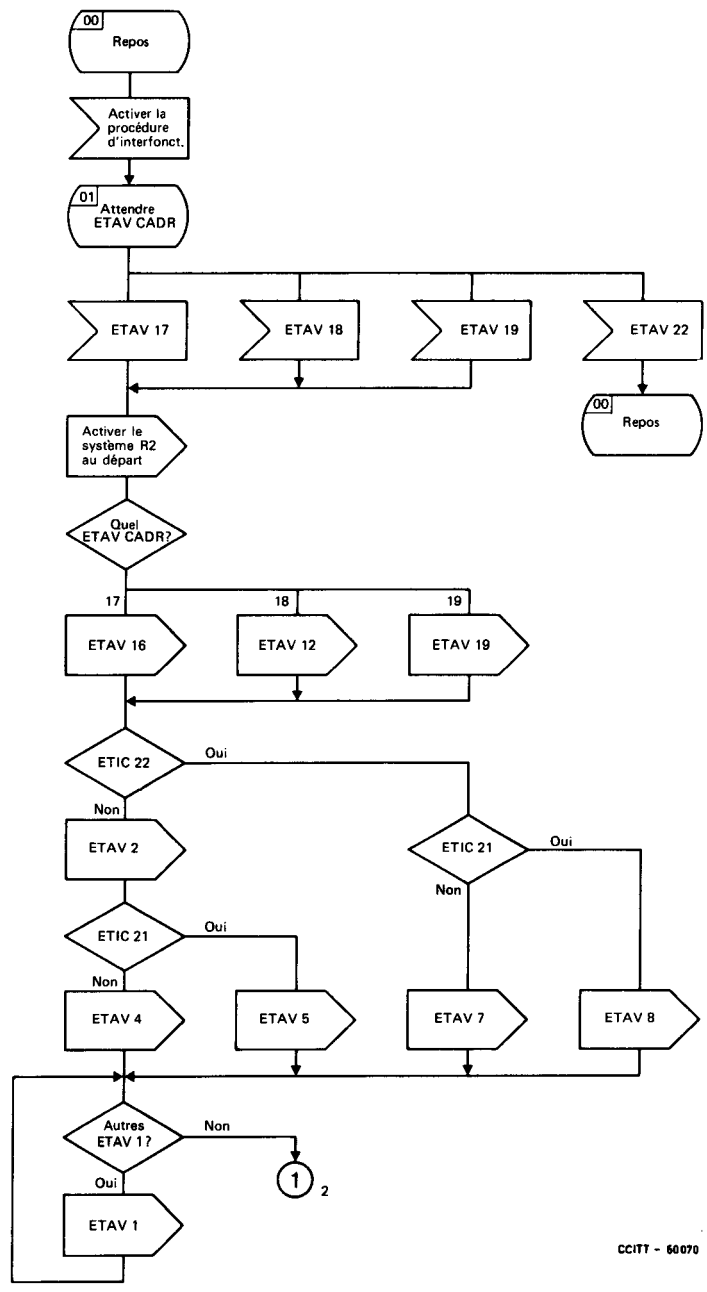 00
Repos
Activer la
procédure
d'interfonct.
01
Attendre
ETAV CADR
ETAV 17
ETAV 18
ETAV 19
ETAV 22
00
Repos
Activer le
système R2
au départ
Quel
ETAV CADR?
17
18
19
ETAV 16
ETAV 12
ETAV 19
ETIC 22
Oui
Non
ETAV 2
ETIC 21
Oui
Non
ETIC 21
Oui
Non
ETAV 4
ETAV 5
ETAV 7
ETAV 8
Autres
ETAV 1?
Non
Oui
1
2
ETAV 1
CCITT - 60070